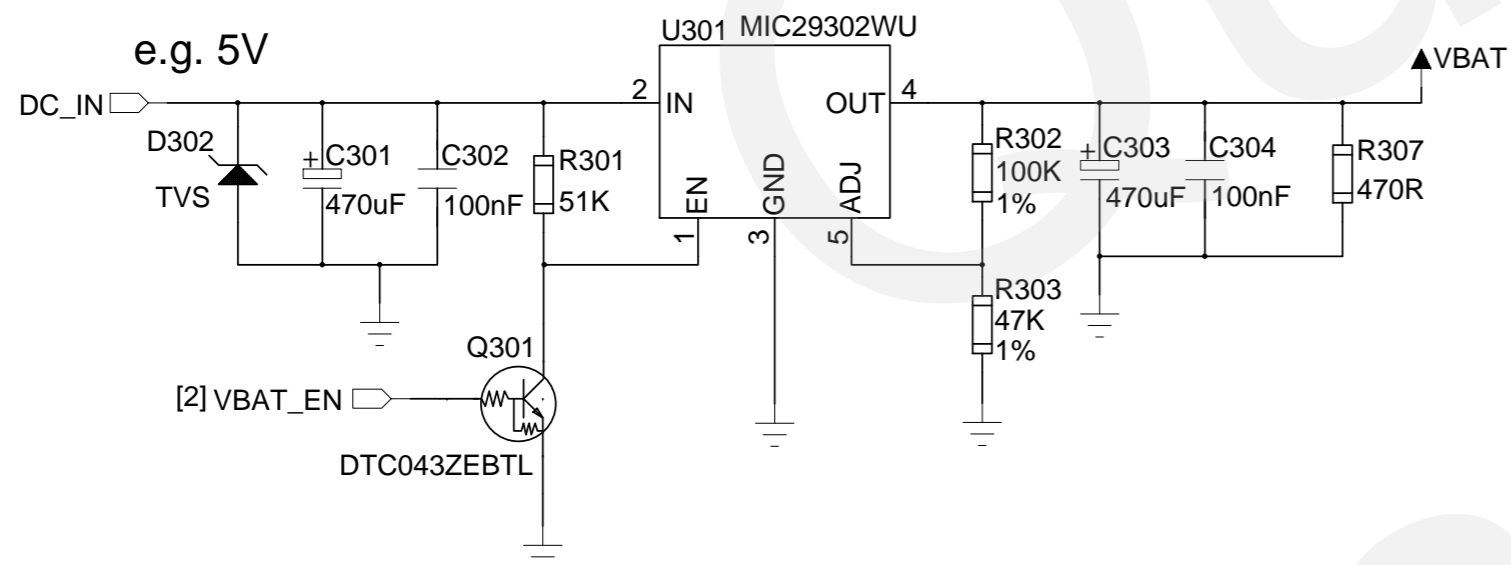 U301 MIC29302WU
e.g. 5V
VBAT
DC_IN
2 IN
OUT 4
D302
TVS
+ C301
470uF
C302
100nF
R301
51K
EN
GND
ADJ
1
3
5
R302
100K
1%
+ C303
470uF
C304
100nF
R307
470R
R303
47K
1%
Q301
[2] VBAT_EN
DTC043ZEBTL